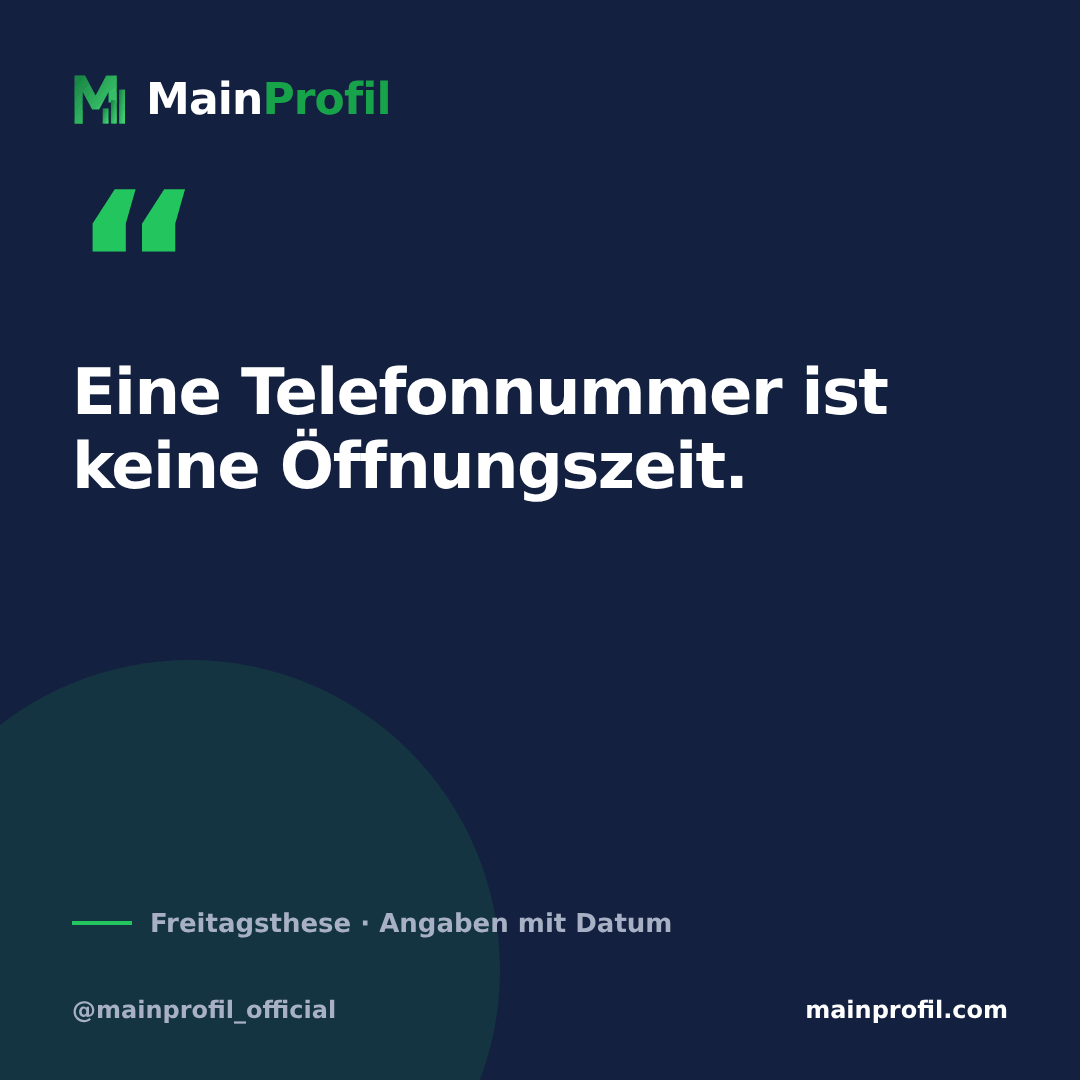 MainProfil
“
Eine Telefonnummer ist
keine Öffnungszeit.
Freitagsthese · Angaben mit Datum
@mainprofil_official
mainprofil.com